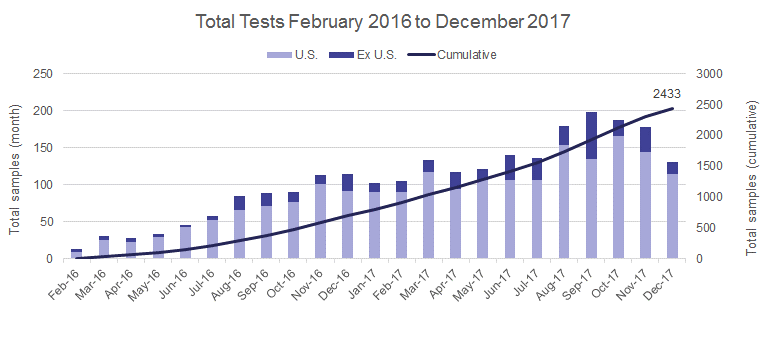 Total Tests February 2016 to December 2017
U.S. Ex U.S. Cumulative
Total samples (month)
250
200
150
100
50
0
2433
3000
2500
2000
1500
1000
500
0
Total samples (cumulative)
Feb-16 Mar-16 Apr-16 May-16 Jun-16 Jul-16 Aug-16 Sep-16 Oct-16 Nov-16 Dec-16 Jan-17 Feb-17 Mar-17 Apr-17 May-17 Jun-17 Jul-17 Aug-17 Sep-17 Oct-17 Nov-17 Dec-17